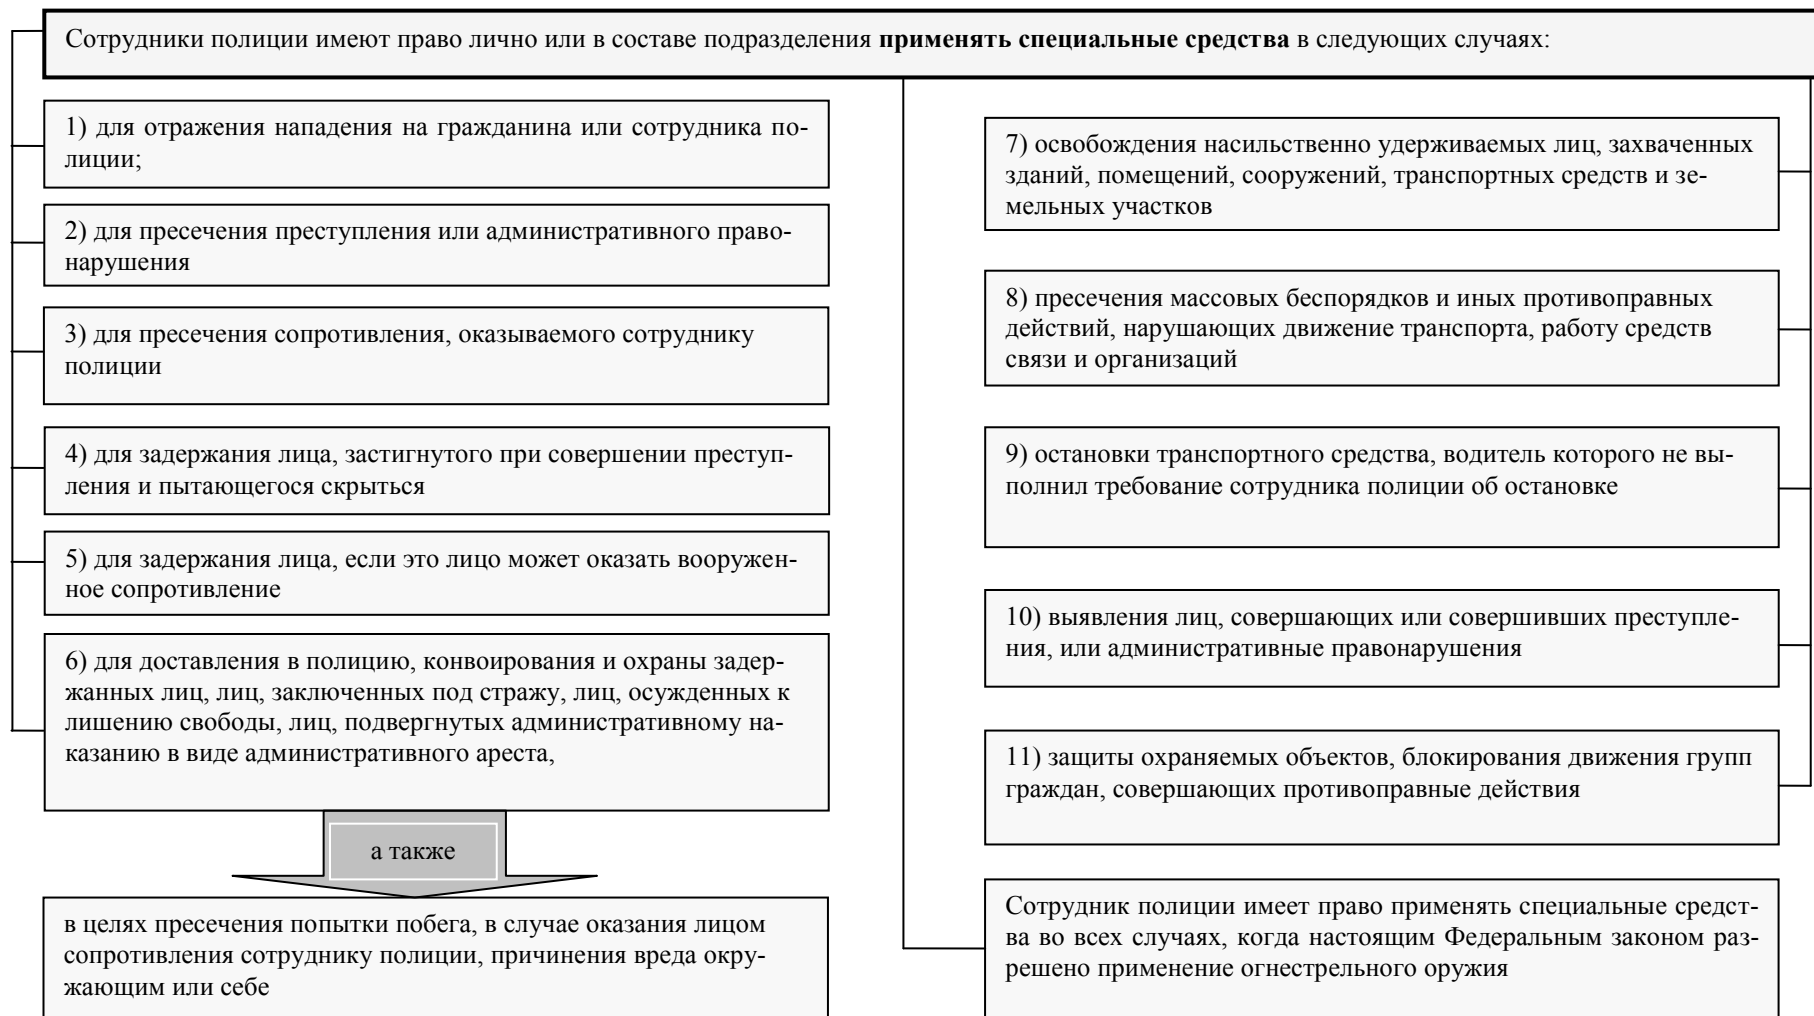 Сотрудники полиции имеют право лично или в составе подразделения применять специальные средства в следующих случаях:
1) для отражения нападения на гражданина или сотрудника по-
лиции;
2) для пресечения преступления или административного право-
нарушения
3) для пресечения сопротивления, оказываемого сотруднику
полиции
4) для задержания лица, застигнутого при совершении преступ-
ления и пытающегося скрыться
5) для задержания лица, если это лицо может оказать вооружен-
ное сопротивление
6) для доставления в полицию, конвоирования и охраны задер-
жанных лиц, лиц, заключенных под стражу, лиц, осужденных к
лишению свободы, лиц, подвергнутых административному на-
казанию в виде административного ареста,
а также
в целях пресечения попытки побега, в случае оказания лицом
сопротивления сотруднику полиции, причинения вреда окру-
жающим или себе
7) освобождения насильственно удерживаемых лиц, захваченных
зданий, помещений, сооружений, транспортных средств и зе-
мельных участков
8) пресечения массовых беспорядков и иных противоправных
действий, нарушающих движение транспорта, работу средств
связи и организаций
9) остановки транспортного средства, водитель которого не вы-
полнил требование сотрудника полиции об остановке
10) выявления лиц, совершающих или совершивших преступле-
ния, или административные правонарушения
11) защиты охраняемых объектов, блокирования движения групп
граждан, совершающих противоправные действия
Сотрудник полиции имеет право применять специальные средст-
ва во всех случаях, когда настоящим Федеральным законом раз-
решено применение огнестрельного оружия